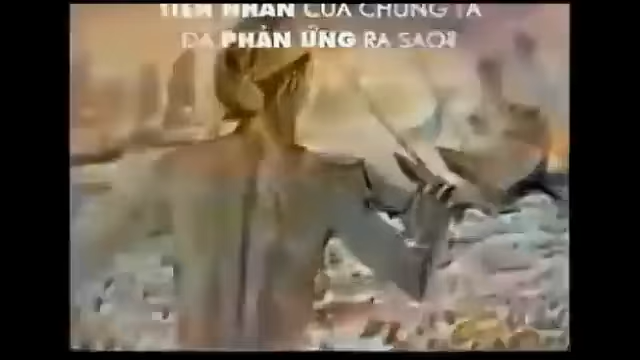 TIỀN NHÂN CỦA CHÚNG TA
ĐÃ PHẢN ỨNG RA SAO?